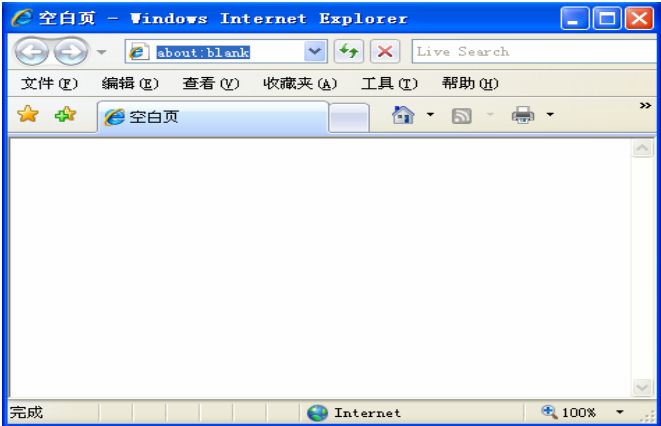 空白页 - Windows Internet Explorer
about:blank Live Search
文件(F) 编辑(E) 查看(V) 收藏夹(A) 工具(T) 帮助(H)
空白页 »
完成 Internet 100%